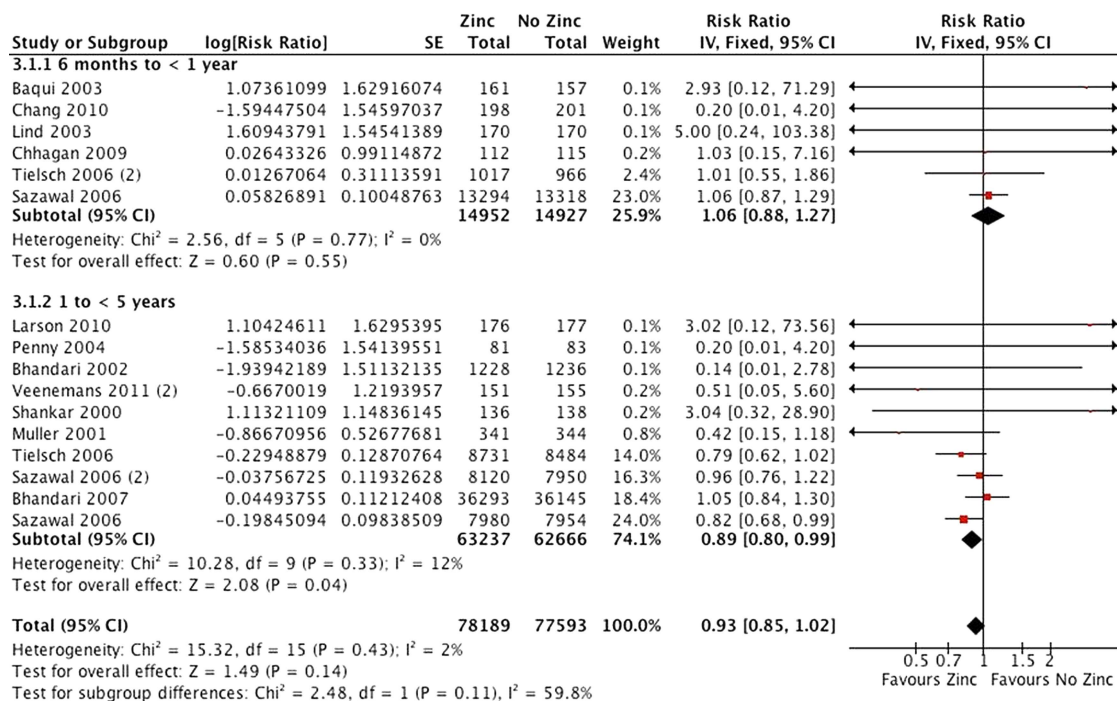 Zinc No Zinc Risk Ratio Risk Ratio
Study or Subgroup log[Risk Ratio] SE Total Total Weight IV, Fixed, 95% CI IV, Fixed, 95% CI
3.1.1 6 months to < 1 year
Baqui 2003 1.07361099 1.62916074 161 157 0.1% 2.93 [0.12, 71.29]
Chang 2010 -1.59447504 1.54597037 198 201 0.1% 0.20 [0.01, 4.20]
Lind 2003 1.60943791 1.54541389 170 170 0.1% 5.00 [0.24, 103.38]
Chhagan 2009 0.02643326 0.99114872 112 115 0.2% 1.03 [0.15, 7.16]
Tielsch 2006 (2) 0.01267064 0.31113591 1017 966 2.4% 1.01 [0.55, 1.86]
Sazawal 2006 0.05826891 0.10048763 13294 13318 23.0% 1.06 [0.87, 1.29]
Subtotal (95% CI) 14952 14927 25.9% 1.06 [0.88, 1.27]
Heterogeneity: Chi² = 2.56, df = 5 (P = 0.77); I² = 0%
Test for overall effect: Z = 0.60 (P = 0.55)
3.1.2 1 to < 5 years
Larson 2010 1.10424611 1.6295395 176 177 0.1% 3.02 [0.12, 73.56]
Penny 2004 -1.58534036 1.54139551 81 83 0.1% 0.20 [0.01, 4.20]
Bhandari 2002 -1.93942189 1.51132135 1228 1236 0.1% 0.14 [0.01, 2.78]
Veenemans 2011 (2) -0.6670019 1.2193957 151 155 0.2% 0.51 [0.05, 5.60]
Shankar 2000 1.11321109 1.14836145 136 138 0.2% 3.04 [0.32, 28.90]
Muller 2001 -0.86670956 0.52677681 341 344 0.8% 0.42 [0.15, 1.18]
Tielsch 2006 -0.22948879 0.12870764 8731 8484 14.0% 0.79 [0.62, 1.02]
Sazawal 2006 (2) -0.03756725 0.11932628 8120 7950 16.3% 0.96 [0.76, 1.22]
Bhandari 2007 0.04493755 0.11212408 36293 36145 18.4% 1.05 [0.84, 1.30]
Sazawal 2006 -0.19845094 0.09838509 7980 7954 24.0% 0.82 [0.68, 0.99]
Subtotal (95% CI) 63237 62666 74.1% 0.89 [0.80, 0.99]
Heterogeneity: Chi² = 10.28, df = 9 (P = 0.33); I² = 12%
Test for overall effect: Z = 2.08 (P = 0.04)
Total (95% CI) 78189 77593 100.0% 0.93 [0.85, 1.02]
Heterogeneity: Chi² = 15.32, df = 15 (P = 0.43); I² = 2%
Test for overall effect: Z = 1.49 (P = 0.14)
Test for subgroup differences: Chi² = 2.48, df = 1 (P = 0.11), I² = 59.8%
0.5 0.7 1 1.5 2
Favours Zinc Favours No Zinc